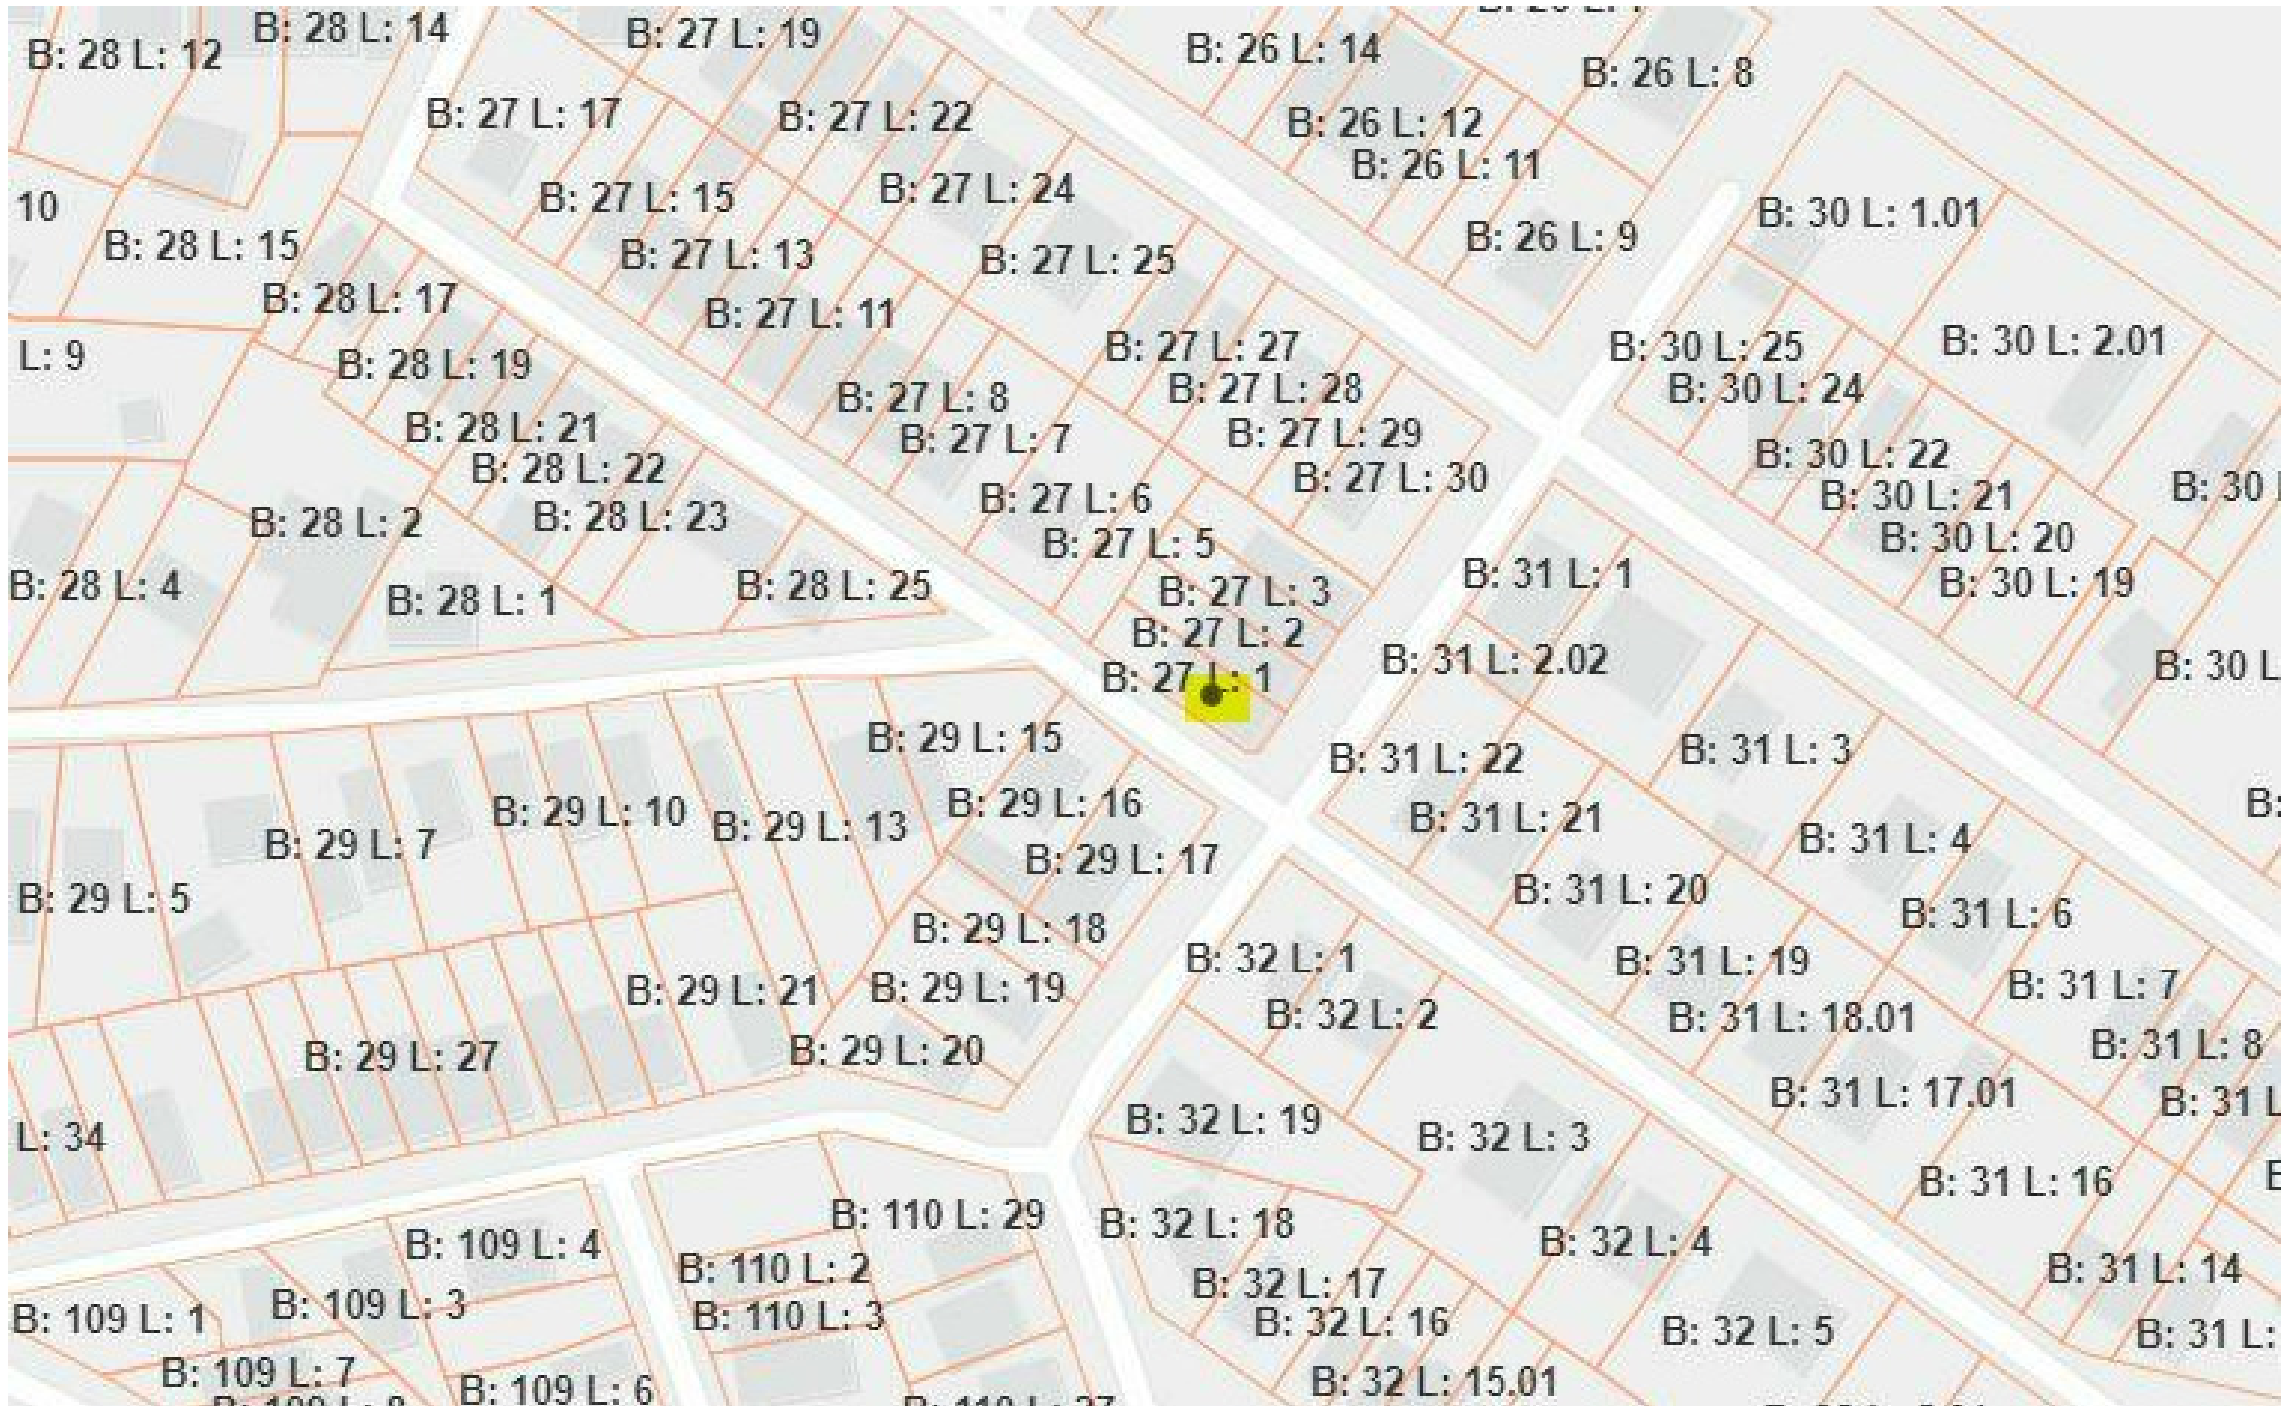 B: 28 L: 14
B: 28 L: 12
B: 27 L: 19
B: 26 L: 14
B: 26 L: 8
B: 27 L: 17
B: 27 L: 22
B: 26 L: 12
B: 26 L: 11
10
B: 27 L: 15
B: 27 L: 24
B: 30 L: 1.01
B: 28 L: 15
B: 27 L: 13
B: 27 L: 25
B: 26 L: 9
B: 28 L: 17
B: 27 L: 11
L: 9
B: 28 L: 19
B: 27 L: 27
B: 30 L: 25
B: 30 L: 2.01
B: 27 L: 8
B: 27 L: 28
B: 30 L: 24
B: 28 L: 21
B: 27 L: 7
B: 27 L: 29
B: 28 L: 22
B: 27 L: 30
B: 30 L: 22
B: 30
B: 28 L: 2
B: 28 L: 23
B: 27 L: 6
B: 30 L: 21
B: 27 L: 5
B: 30 L: 20
B: 28 L: 4
B: 28 L: 1
B: 28 L: 25
B: 27 L: 3
B: 31 L: 1
B: 30 L: 19
B: 27 L: 2
B: 31 L: 2.02
B: 30 L
B: 27 L: 1
B: 29 L: 15
B: 31 L: 22
B: 31 L: 3
B: 29 L: 10
B: 29 L: 13
B: 29 L: 16
B: 31 L: 21
B:
B: 29 L: 7
B: 29 L: 17
B: 31 L: 4
B: 29 L: 5
B: 29 L: 18
B: 31 L: 20
B: 31 L: 6
B: 29 L: 21
B: 29 L: 19
B: 32 L: 1
B: 31 L: 19
B: 31 L: 7
B: 29 L: 27
B: 29 L: 20
B: 32 L: 2
B: 31 L: 18.01
B: 31 L: 8
L: 34
B: 32 L: 19
B: 32 L: 3
B: 31 L: 17.01
B: 31 L
B: 31 L: 16
B: 109 L: 4
B: 110 L: 29
B: 32 L: 18
B: 32 L: 4
B: 110 L: 2
B: 32 L: 17
B: 31 L: 14
B: 109 L: 1
B: 109 L: 3
B: 110 L: 3
B: 32 L: 16
B: 32 L: 5
B: 31 L:
B: 109 L: 7
B: 109 L: 6
B: 32 L: 15.01